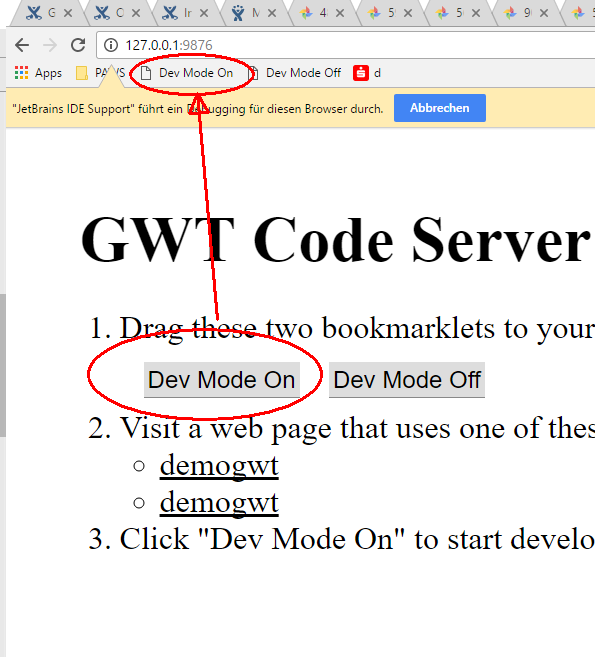 G C Ir M 4 5 5 9 5
127.0.0.1:9876
Apps Dev Mode On Dev Mode Off d
"JetBrains IDE Support" führt ein Debugging für diesen Browser durch. Abbrechen
GWT Code Server
1. Drag these two bookmarklets to your
Dev Mode On Dev Mode Off
2. Visit a web page that uses one of thes
demogwt
demogwt
3. Click "Dev Mode On" to start develo